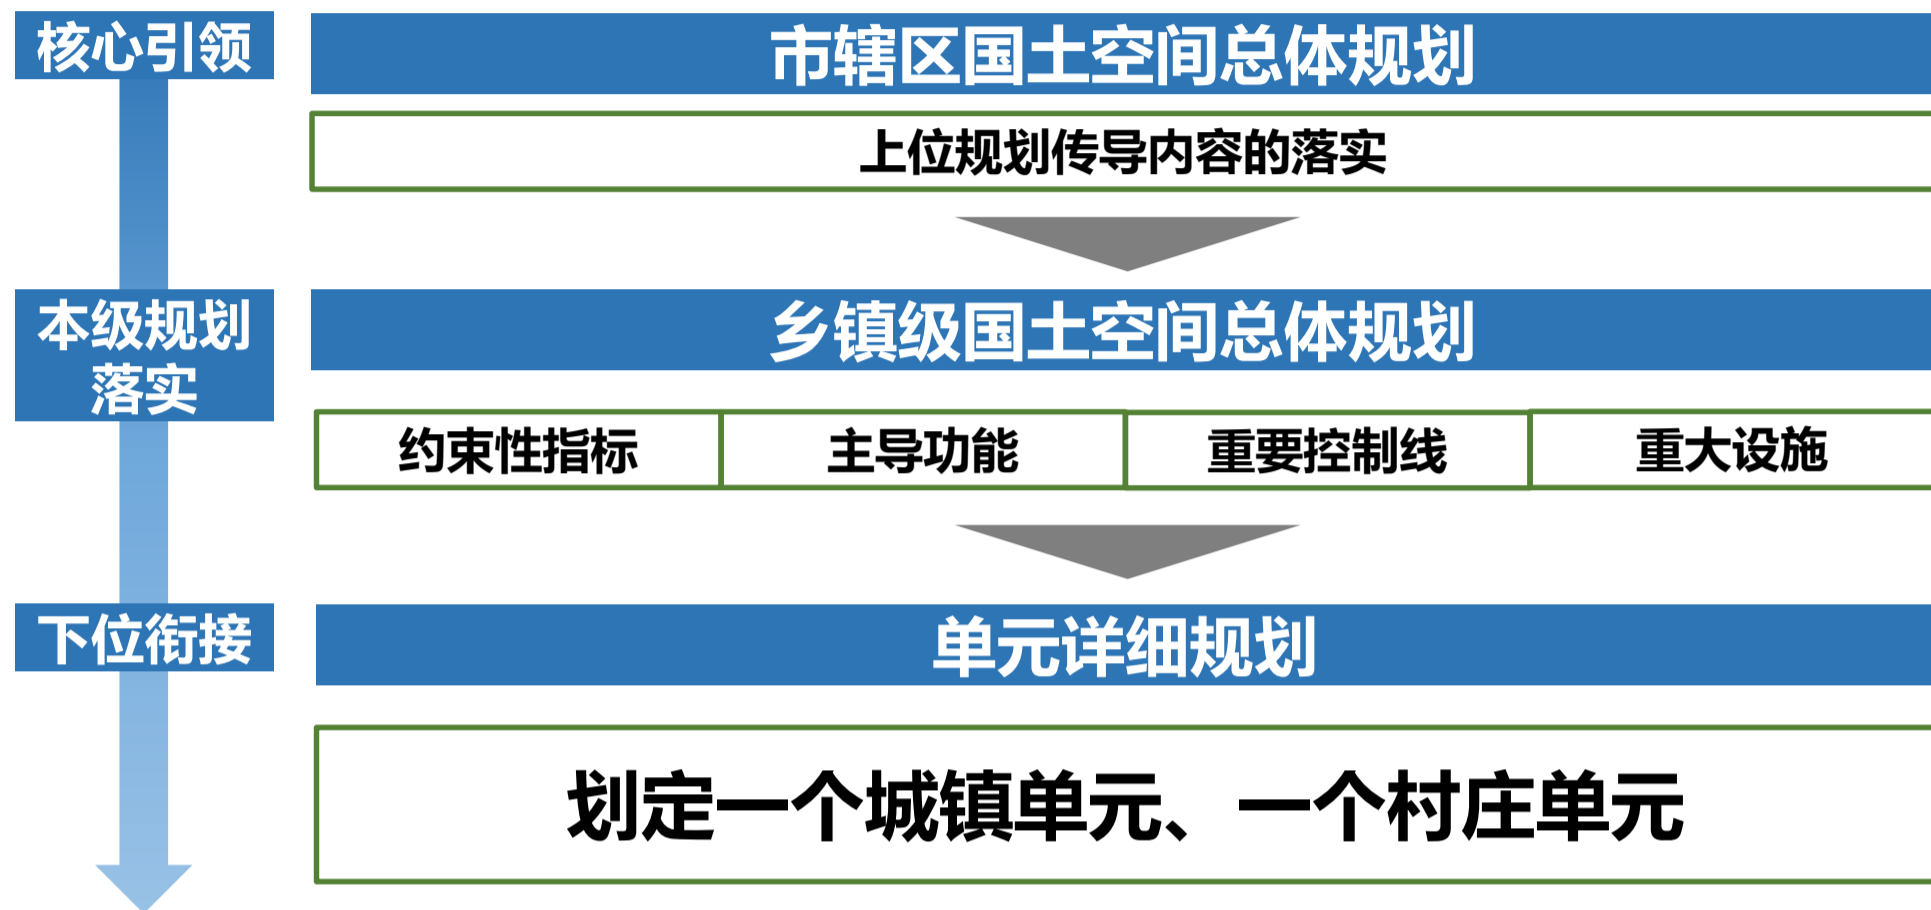 核心引领
市辖区国土空间总体规划
上位规划传导内容的落实
本级规划
落实
乡镇级国土空间总体规划
约束性指标
主导功能
重要控制线
重大设施
下位衔接
单元详细规划
划定一个城镇单元、一个村庄单元